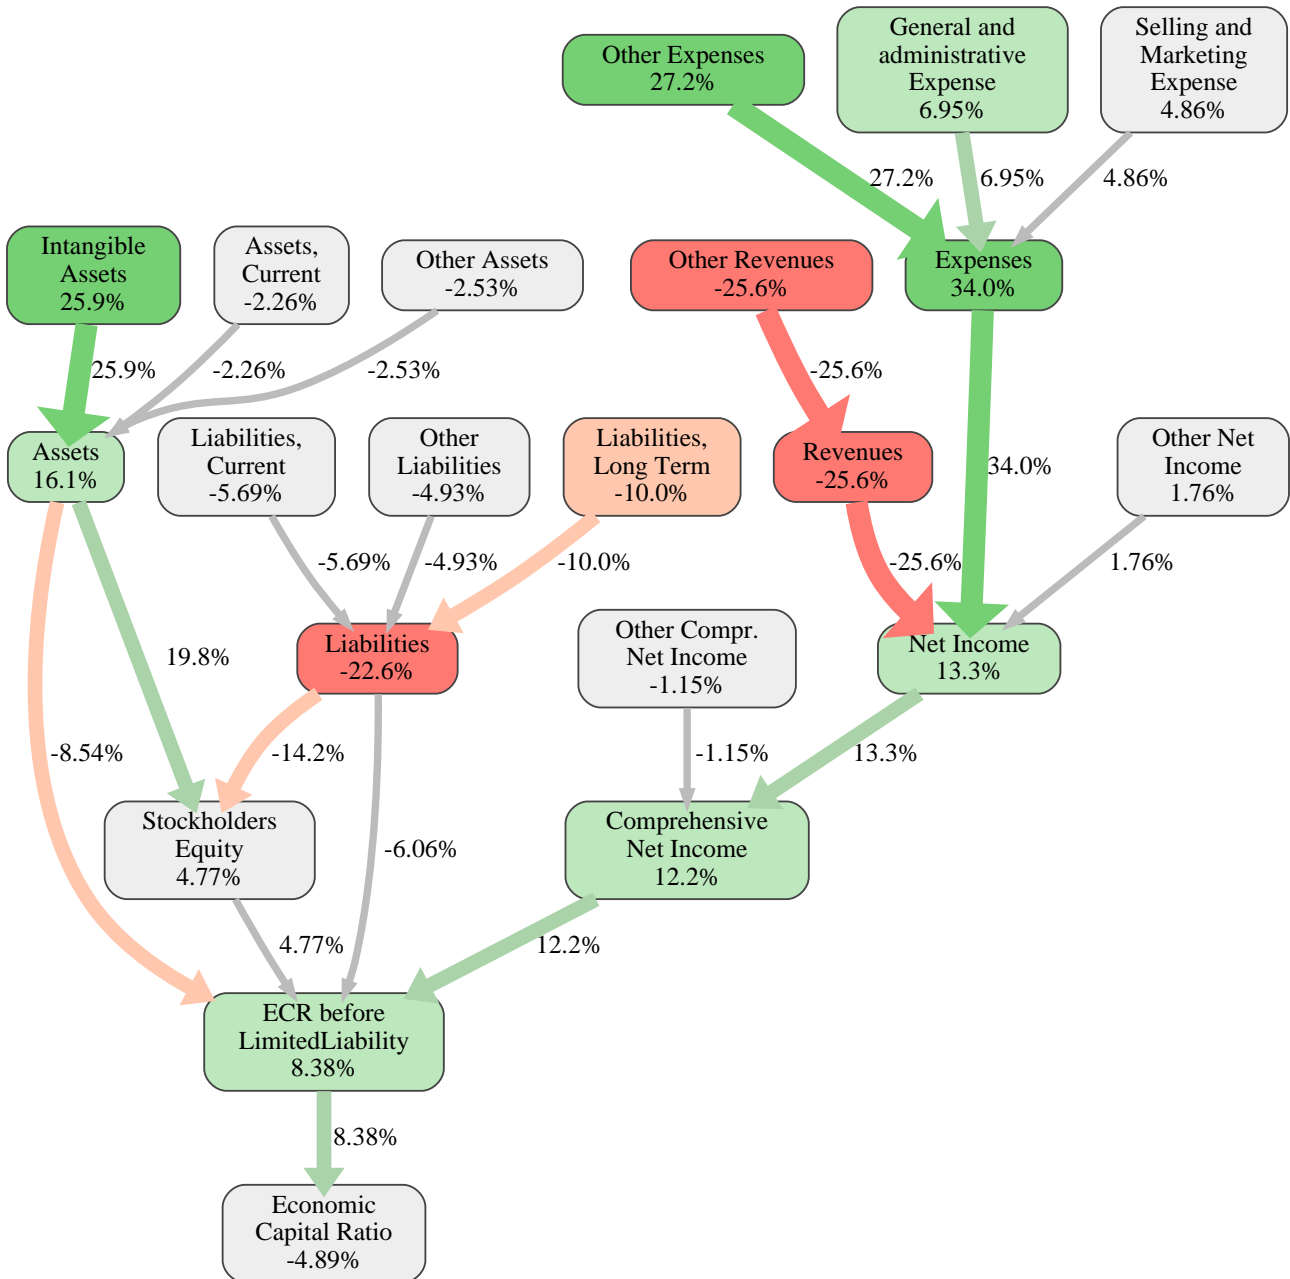 Other Expenses
27.2%
General and
administrative
Expense
6.95%
Selling and
Marketing
Expense
4.86%
27.2%
6.95%
4.86%
Intangible
Assets
25.9%
Assets,
Current
-2.26%
Other Assets
-2.53%
Other Revenues
-25.6%
Expenses
34.0%
25.9%
-2.26%
-2.53%
-25.6%
Assets
16.1%
Liabilities,
Current
-5.69%
Other
Liabilities
-4.93%
Liabilities,
Long Term
-10.0%
Revenues
-25.6%
34.0%
Other Net
Income
1.76%
-5.69%
-4.93%
-10.0%
-25.6%
1.76%
19.8%
Liabilities
-22.6%
Other Compr.
Net Income
-1.15%
Net Income
13.3%
-8.54%
-14.2%
-1.15%
13.3%
Stockholders
Equity
4.77%
-6.06%
Comprehensive
Net Income
12.2%
4.77%
12.2%
ECR before
LimitedLiability
8.38%
8.38%
Economic
Capital Ratio
-4.89%